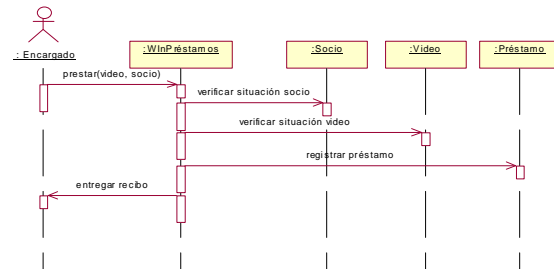 : Encargado
:WInPréstamos
:Socio
:Video
:Préstamo
prestar(video, socio)
verificar situación socio
verificar situación video
registrar préstamo
entregar recibo